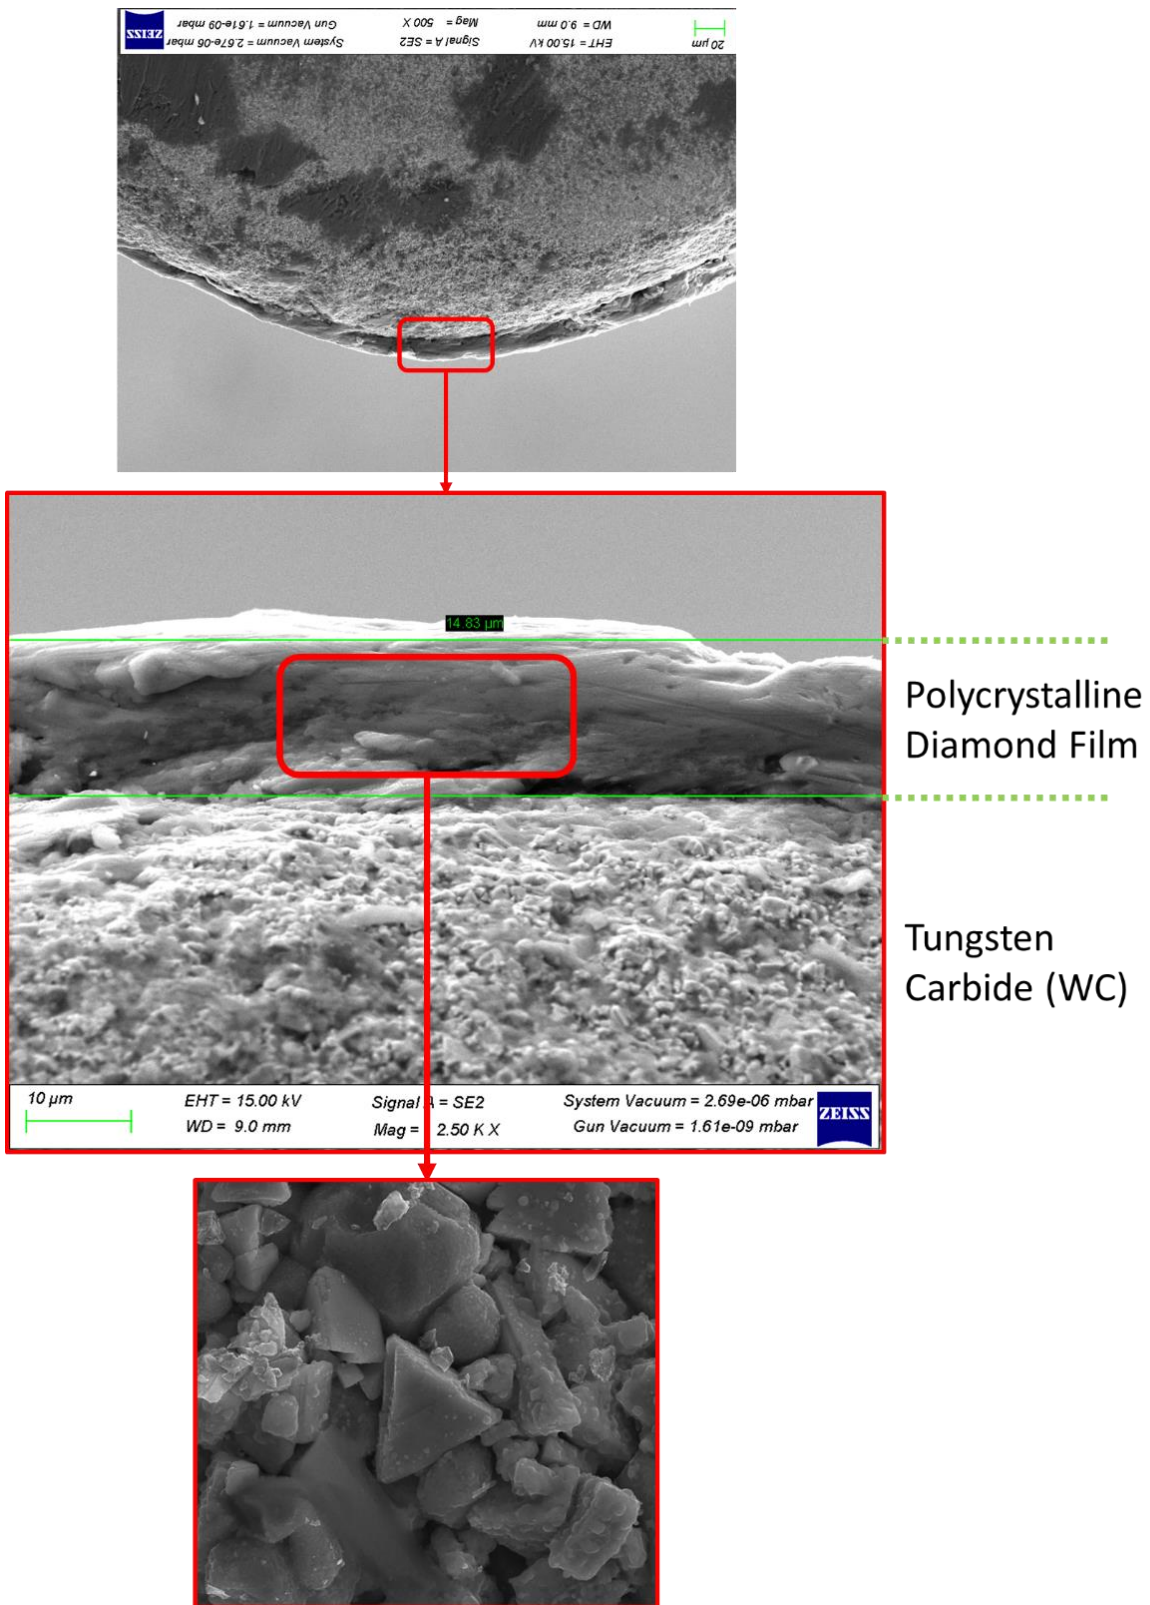 20 µm
EHT = 15.00 kV
WD = 9.0 mm
Signal A = SE2
Mag = 500 X
System Vacuum = 2.67e-06 mbar
Gun Vacuum = 1.61e-09 mbar
ZEISS
14.83 µm
Polycrystalline
Diamond Film
Tungsten
Carbide (WC)
10 µm
EHT = 15.00 kV
WD = 9.0 mm
Signal A = SE2
Mag = 2.50 K X
System Vacuum = 2.69e-06 mbar
Gun Vacuum = 1.61e-09 mbar
ZEISS